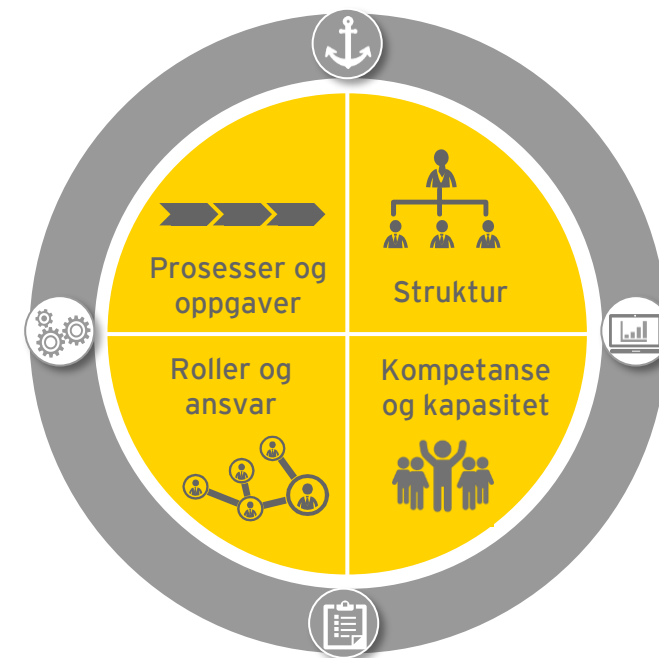 Prosesser og
oppgaver
Struktur
Roller og
ansvar
Kompetanse
og kapasitet